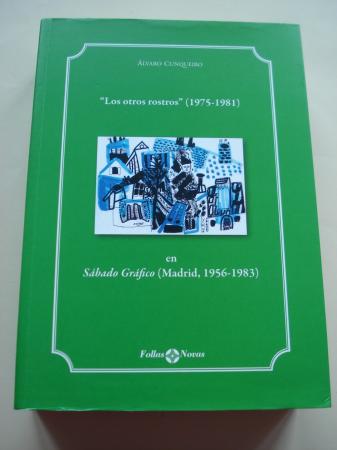 Álvaro Cunqueiro
"Los otros rostros" (1975-1981)
en
Sábado Gráfico (Madrid, 1956-1983)
Follas Novas